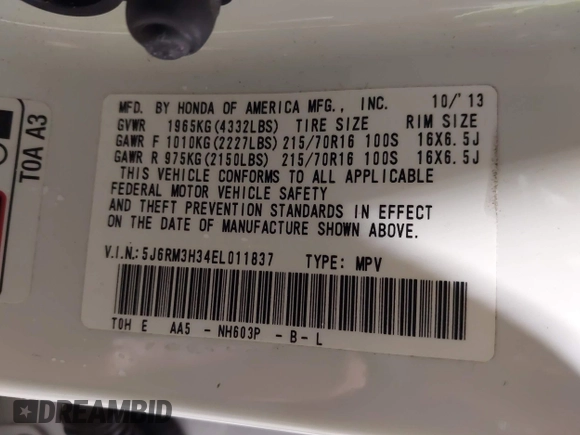 MFD. BY HONDA OF AMERICA MFG., INC. 10/'13
GVWR 1965KG(4332LBS) TIRE SIZE RIM SIZE
GAWR F 1010KG(2227LBS) 215/70R16 100S 16X6.5J
GAWR R 975KG(2150LBS) 215/70R16 100S 16X6.5J
THIS VEHICLE CONFORMS TO ALL APPLICABLE
FEDERAL MOTOR VEHICLE SAFETY
AND THEFT PREVENTION STANDARDS IN EFFECT
ON THE DATE OF MANUFACTURE SHOWN ABOVE.
V.I.N.:5J6RM3H34EL011837 TYPE: MPV
T0H E AA5 - NH603P - B - L
T0A A3
DREAMBID